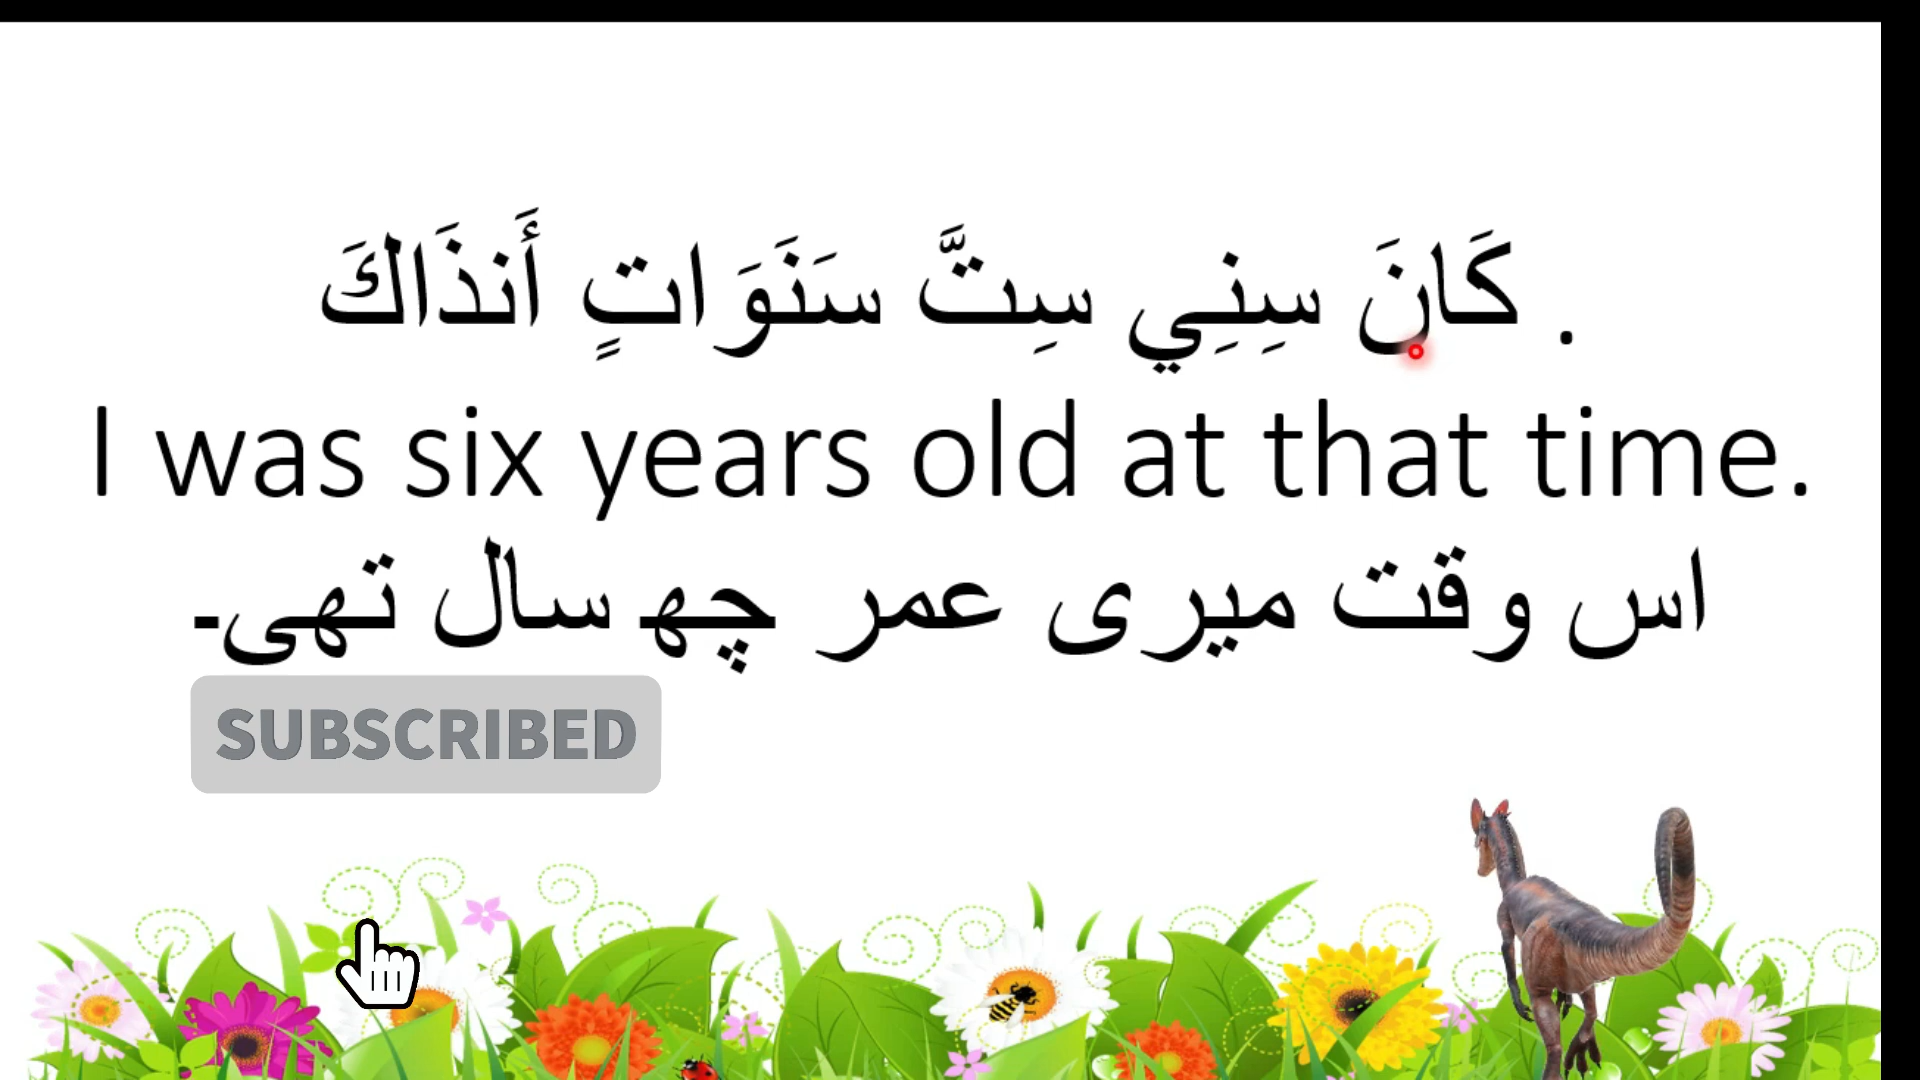 كَانَ سِنِي سِتَّ سَنَوَاتٍ أَنذَاكَ .
I was six years old at that time.
اس وقت میری عمر چھ سال تھی۔
SUBSCRIBED